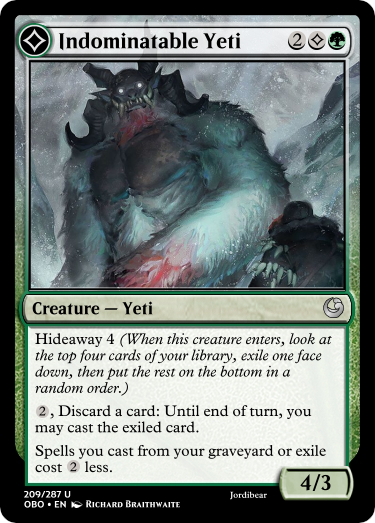 Indominatable Yeti 2 G
Creature — Yeti
Hideaway 4 (When this creature enters, look at
the top four cards of your library, exile one face
down, then put the rest on the bottom in a
random order.)
2, Discard a card: Until end of turn, you
may cast the exiled card.
Spells you cast from your graveyard or exile
cost 2 less.
4/3
209/287 U
OBO • EN Richard Braithwaite
Jordibear